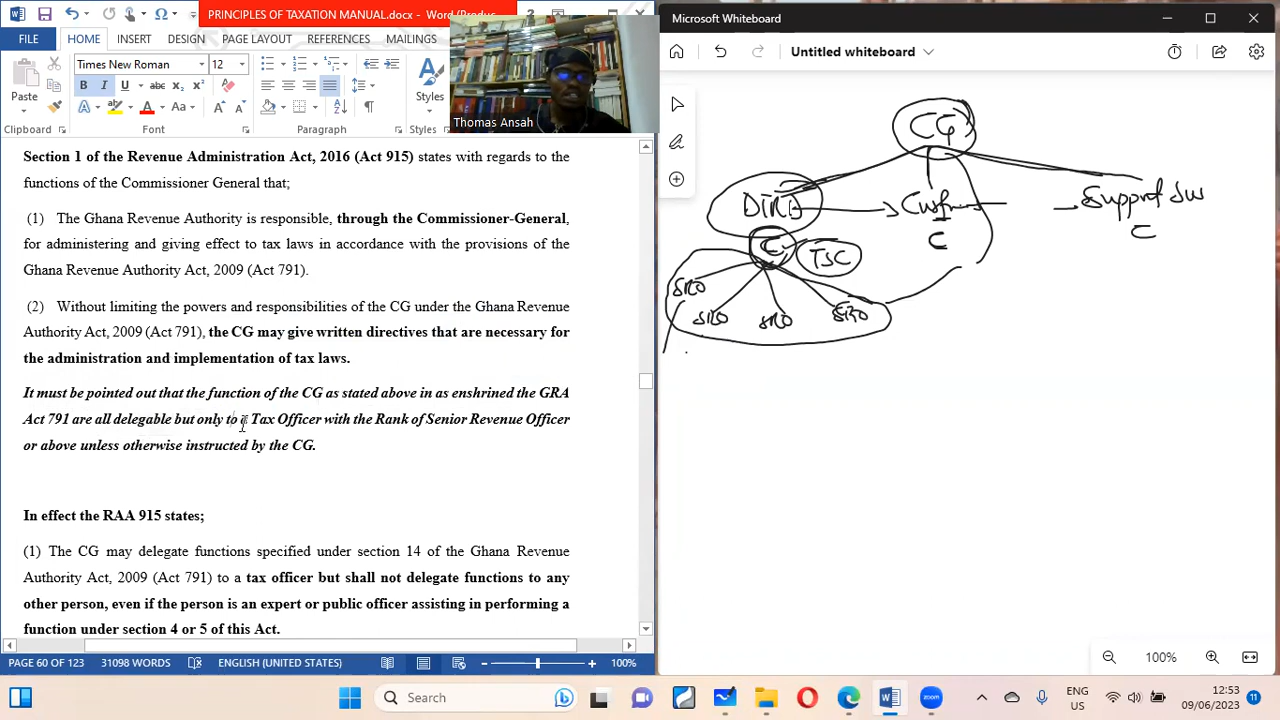 PRINCIPLES OF TAXATION MANUAL.docx - Word (Produc
FILE HOME INSERT DESIGN PAGE LAYOUT REFERENCES MAILINGS
Times New Roman 12
Paste
Styles
Clipboard Font Paragraph Styles
Thomas Ansah
Section 1 of the Revenue Administration Act, 2016 (Act 915) states with regards to the
functions of the Commissioner General that;
(1) The Ghana Revenue Authority is responsible, through the Commissioner-General,
for administering and giving effect to tax laws in accordance with the provisions of the
Ghana Revenue Authority Act, 2009 (Act 791).
(2) Without limiting the powers and responsibilities of the CG under the Ghana Revenue
Authority Act, 2009 (Act 791), the CG may give written directives that are necessary for
the administration and implementation of tax laws.
It must be pointed out that the function of the CG as stated above in as enshrined the GRA
Act 791 are all delegable but only to a Tax Officer with the Rank of Senior Revenue Officer
or above unless otherwise instructed by the CG.
In effect the RAA 915 states;
(1) The CG may delegate functions specified under section 14 of the Ghana Revenue
Authority Act, 2009 (Act 791) to a tax officer but shall not delegate functions to any
other person, even if the person is an expert or public officer assisting in performing a
function under section 4 or 5 of this Act.
PAGE 60 OF 123 31098 WORDS ENGLISH (UNITED STATES) 100%
Microsoft Whiteboard
Untitled whiteboard
CG
DTRD
Support
C
C
C
TSC
SRO
SRO
SRO
SRO
100%
Search
ENG
US
12:53
09/06/2023